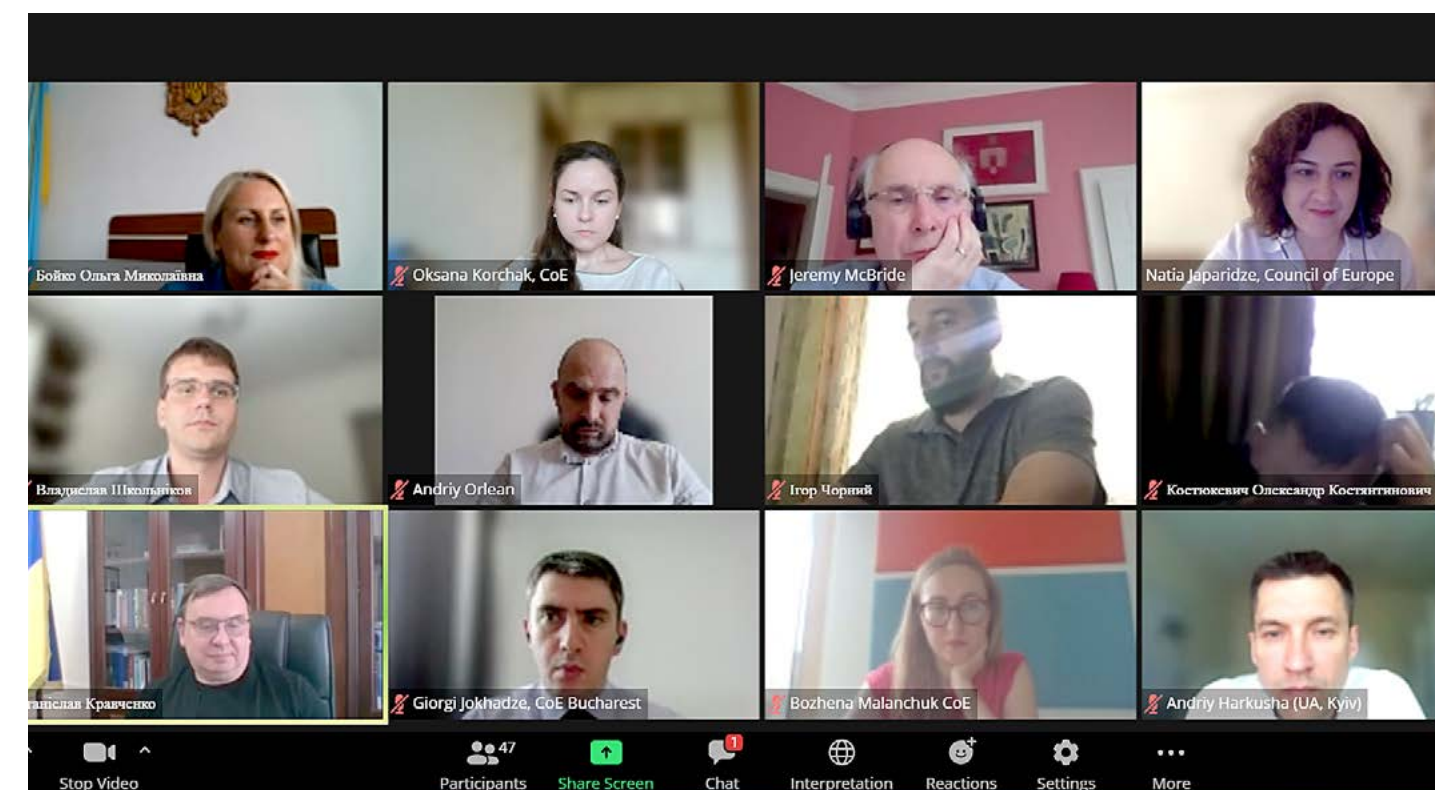 Бойко Ольга Миколаївна
Oksana Korchak, CoE
Jeremy McBride
Natia Japaridze, Council of Europe
Владислав Школьніков
Andriy Orlean
Ігор Чорний
Костюкевич Олександр Костянтинович
таніслав Кравченко
Giorgi Jokhadze, CoE Bucharest
Bozhena Malanchuk CoE
Andriy Harkusha (UA, Kyiv)
47
1
Stop Video
Participants
Share Screen
Chat
Interpretation
Reactions
Settings
More